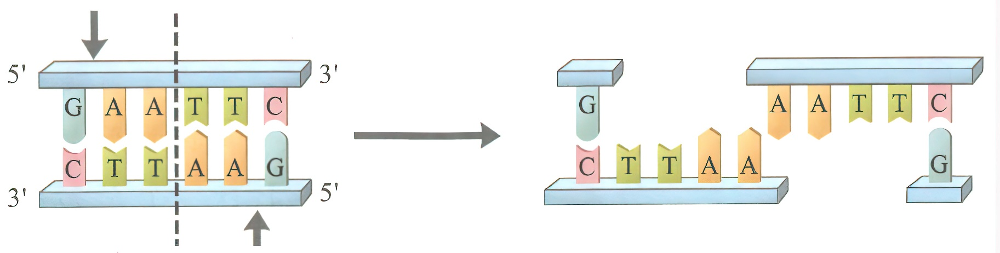 5' 3'
G A A T T C
C T T A A G
3' 5'
G
C T T A A
A A T T C
G